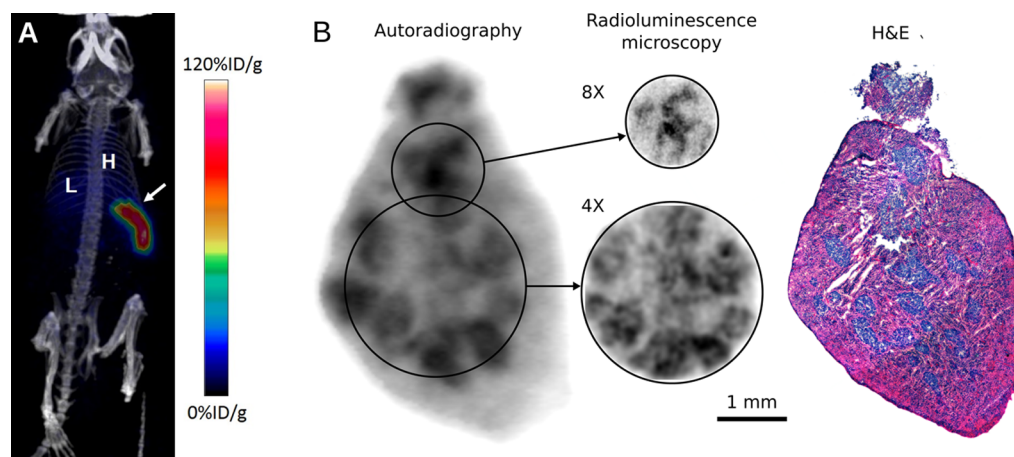 A
120%ID/g
H
L
0%ID/g
B
Autoradiography
Radioluminescence
microscopy
H&E
8X
4X
1 mm